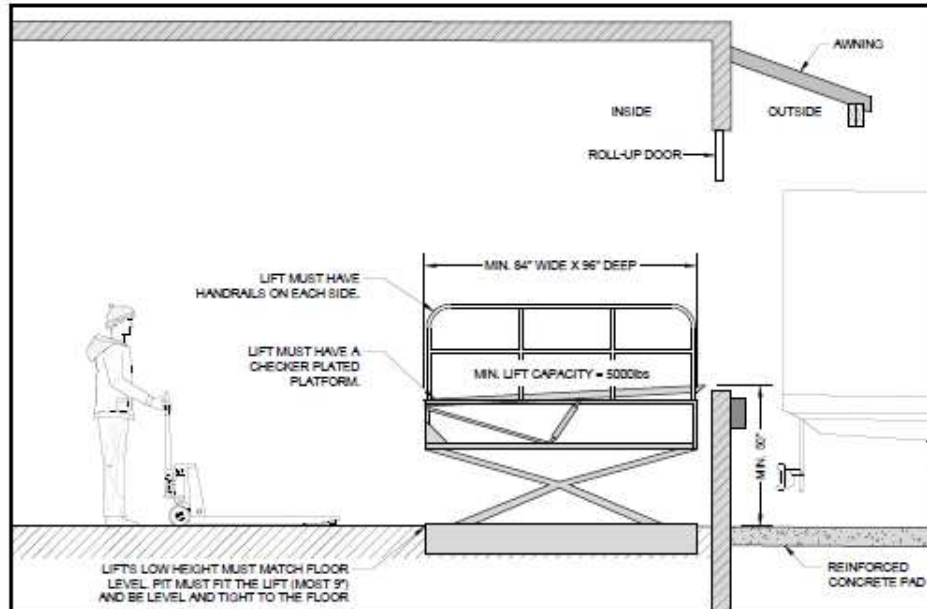 AWNING
INSIDE
OUTSIDE
ROLL-UP DOOR
MIN. 84" WIDE X 96" DEEP
LIFT MUST HAVE
HANDRAILS ON EACH SIDE.
LIFT MUST HAVE A
CHECKER PLATED
PLATFORM.
MIN. LIFT CAPACITY = 5000lbs
MIN.
LIFT'S LOW HEIGHT MUST MATCH FLOOR
LEVEL. PIT MUST FIT THE LIFT (MOST 9")
AND BE LEVEL AND TIGHT TO THE FLOOR
REINFORCED
CONCRETE PAD